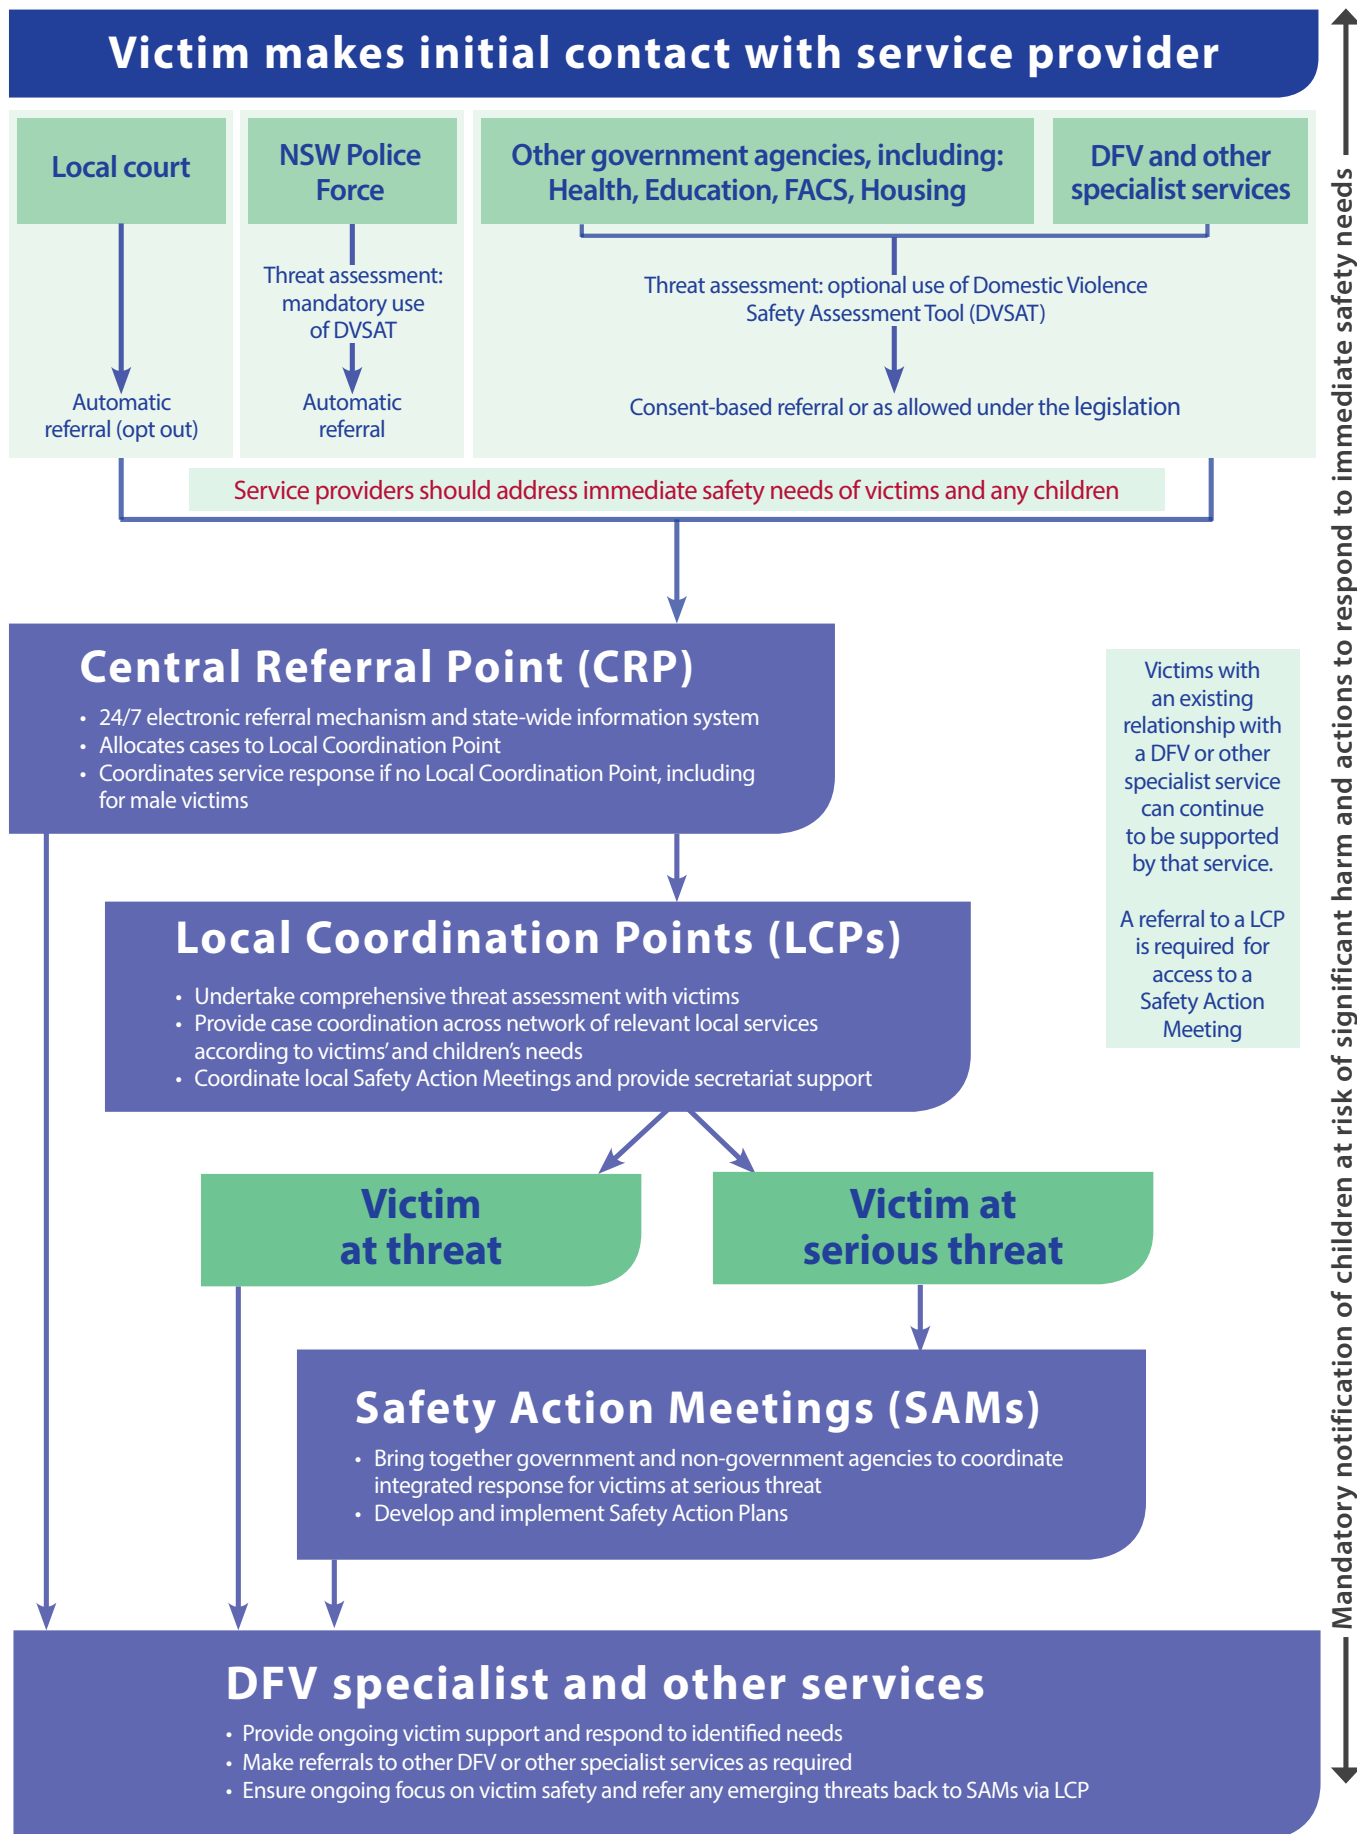 Victim makes initial contact with service provider
Local court
NSW Police
Force
Other government agencies, including:
Health, Education, FACS, Housing
DFV and other
specialist services
Threat assessment:
mandatory use
of DVSAT
Threat assessment: optional use of Domestic Violence
Safety Assessment Tool (DVSAT)
Automatic
referral (opt out)
Automatic
referral
Consent-based referral or as allowed under the legislation
Service providers should address immediate safety needs of victims and any children
Central Referral Point (CRP)
• 24/7 electronic referral mechanism and state-wide information system
• Allocates cases to Local Coordination Point
• Coordinates service response if no Local Coordination Point, including
for male victims
Victims with
an existing
relationship with
a DFV or other
specialist service
can continue
to be supported
by that service.
A referral to a LCP
is required for
access to a
Safety Action
Meeting
Local Coordination Points (LCPs)
• Undertake comprehensive threat assessment with victims
• Provide case coordination across network of relevant local services
according to victims’ and children’s needs
• Coordinate local Safety Action Meetings and provide secretariat support
Victim
at threat
Victim at
serious threat
Safety Action Meetings (SAMs)
• Bring together government and non-government agencies to coordinate
integrated response for victims at serious threat
• Develop and implement Safety Action Plans
DFV specialist and other services
• Provide ongoing victim support and respond to identified needs
• Make referrals to other DFV or other specialist services as required
• Ensure ongoing focus on victim safety and refer any emerging threats back to SAMs via LCP
Mandatory notification of children at risk of significant harm and actions to respond to immediate safety needs